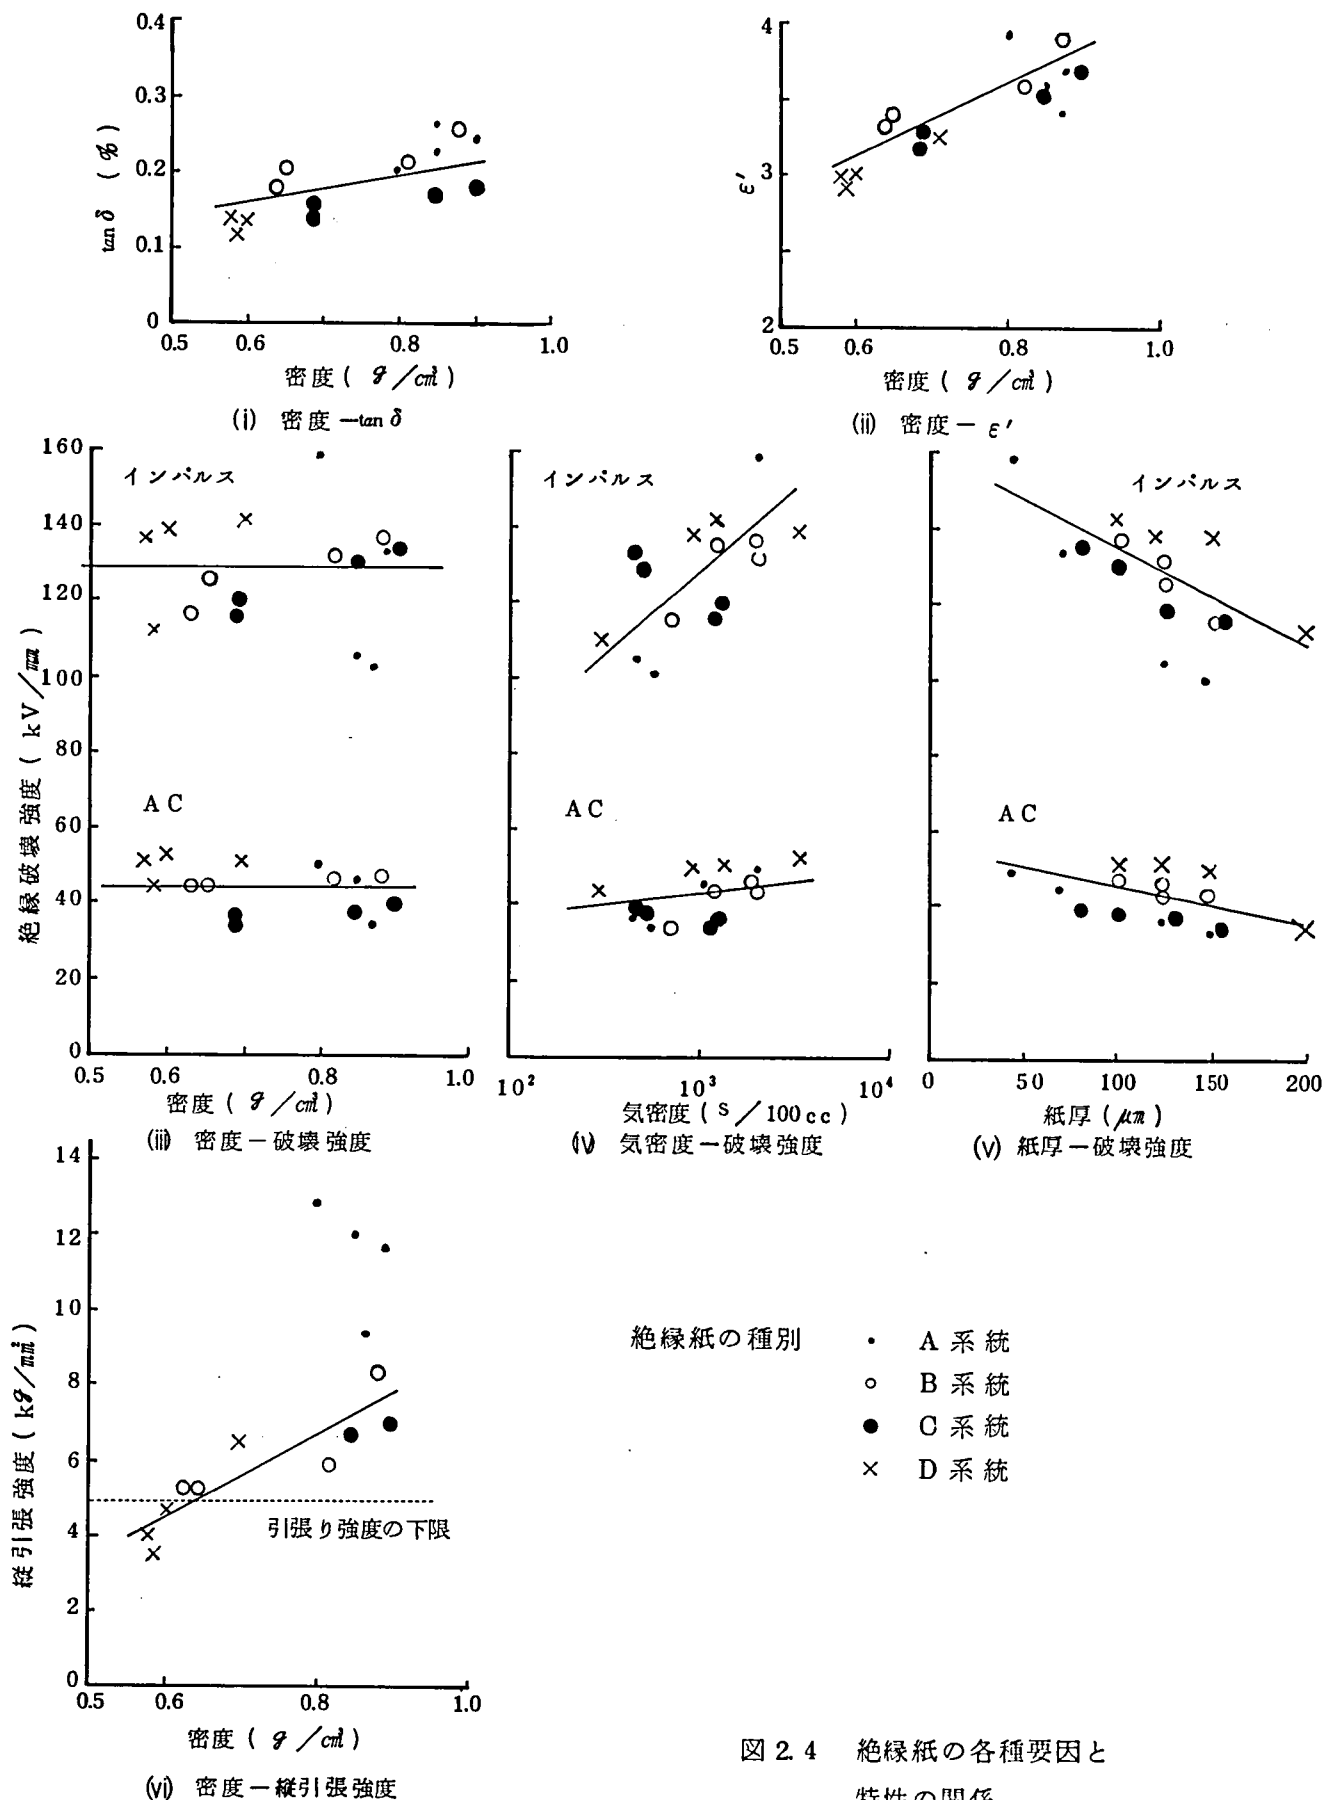 0.4
0.3
0.2
0.1
0
tan δ (%)
0.5 0.6 0.8 1.0
密度 ( g／cm³ )
(i) 密度 —tan δ
4
3
2
ε′
0.5 0.6 0.8 1.0
密度 ( g／cm³ )
(ii) 密度 — ε′
160
140
120
100
80
60
40
20
0
絶縁破壊強度 ( kV／mm )
インパルス
AC
0.5 0.6 0.8 1.0
密度 ( g／cm³ )
(iii) 密度－破壊強度
インパルス
AC
10² 10³ 10⁴
気密度 ( s／100cc )
(iv) 気密度－破壊強度
インパルス
AC
0 50 100 150 200
紙厚 ( μm )
(v) 紙厚－破壊強度
14
12
10
8
6
4
2
0
縦引張強度 ( kg／mm² )
引張り強度の下限
0.5 0.6 0.8 1.0
密度 ( g／cm³ )
(vi) 密度－縦引張強度
絶縁紙の種別 • A 系統
○ B 系統
● C 系統
× D 系統
図 2.4 絶縁紙の各種要因と
特性の関係